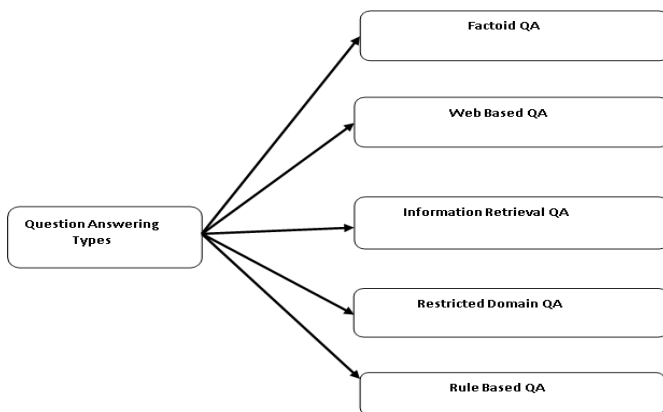 Factoid QA
Web Based QA
Information Retrieval QA
Question Answering
Types
Restricted Domain QA
Rule Based QA